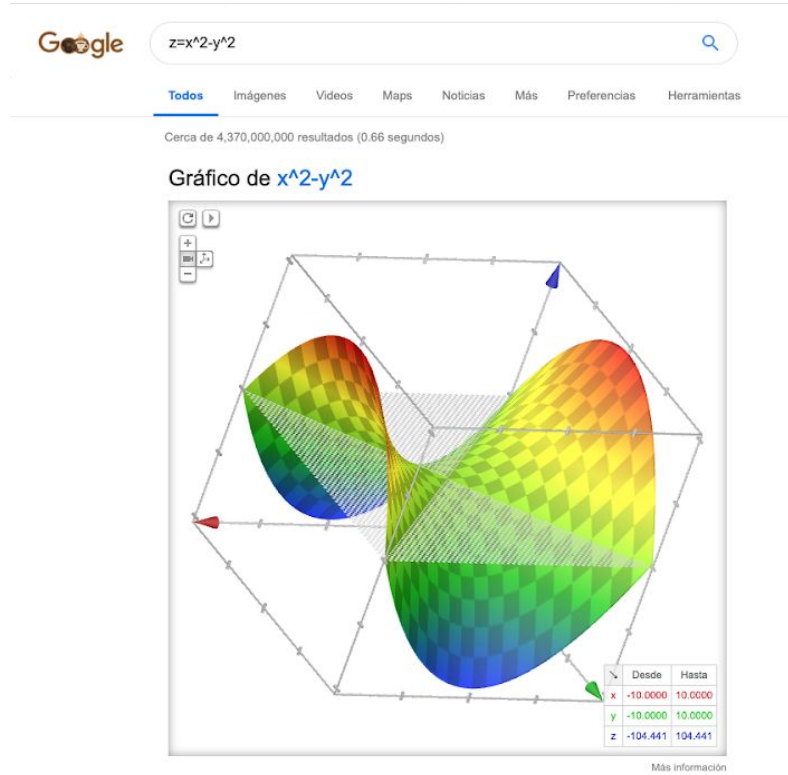 Google
z=x^2-y^2
Todos Imágenes Videos Maps Noticias Más Preferencias Herramientas
Cerca de 4,370,000,000 resultados (0.66 segundos)
Gráfico de x^2-y^2
Desde Hasta
x -10.0000 10.0000
y -10.0000 10.0000
z -104.441 104.441
Más información